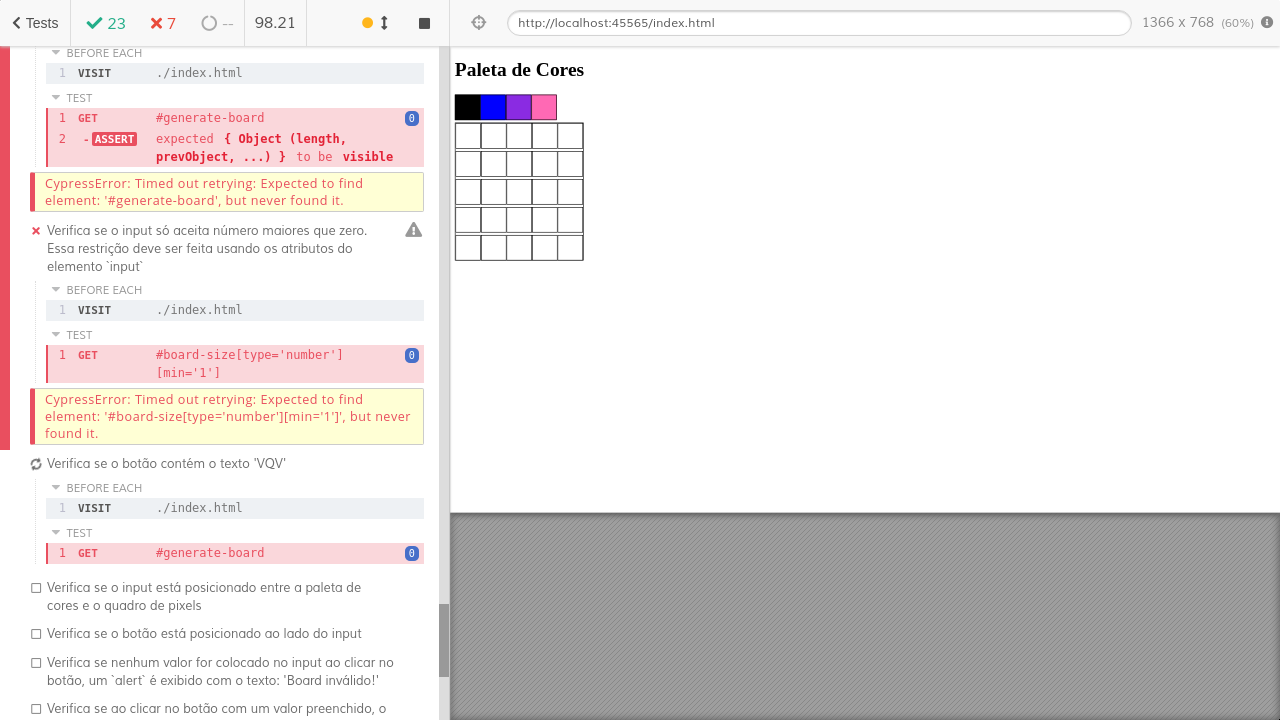 Tests
23
7
--
98.21
http://localhost:45565/index.html
1366 x 768 (60%)
BEFORE EACH
1 VISIT ./index.html
TEST
1 GET #generate-board 0
2 -ASSERT expected { Object (length,
prevObject, ...) } to be visible
CypressError: Timed out retrying: Expected to find
element: '#generate-board', but never found it.
Verifica se o input só aceita número maiores que zero.
Essa restrição deve ser feita usando os atributos do
elemento `input`
BEFORE EACH
1 VISIT ./index.html
TEST
1 GET #board-size[type='number'] 0
[min='1']
CypressError: Timed out retrying: Expected to find
element: '#board-size[type='number'][min='1']', but never
found it.
Verifica se o botão contém o texto 'VQV'
BEFORE EACH
1 VISIT ./index.html
TEST
1 GET #generate-board 0
Verifica se o input está posicionado entre a paleta de
cores e o quadro de pixels
Verifica se o botão está posicionado ao lado do input
Verifica se nenhum valor for colocado no input ao clicar no
botão, um `alert` é exibido com o texto: 'Board inválido!'
Verifica se ao clicar no botão com um valor preenchido, o
Paleta de Cores